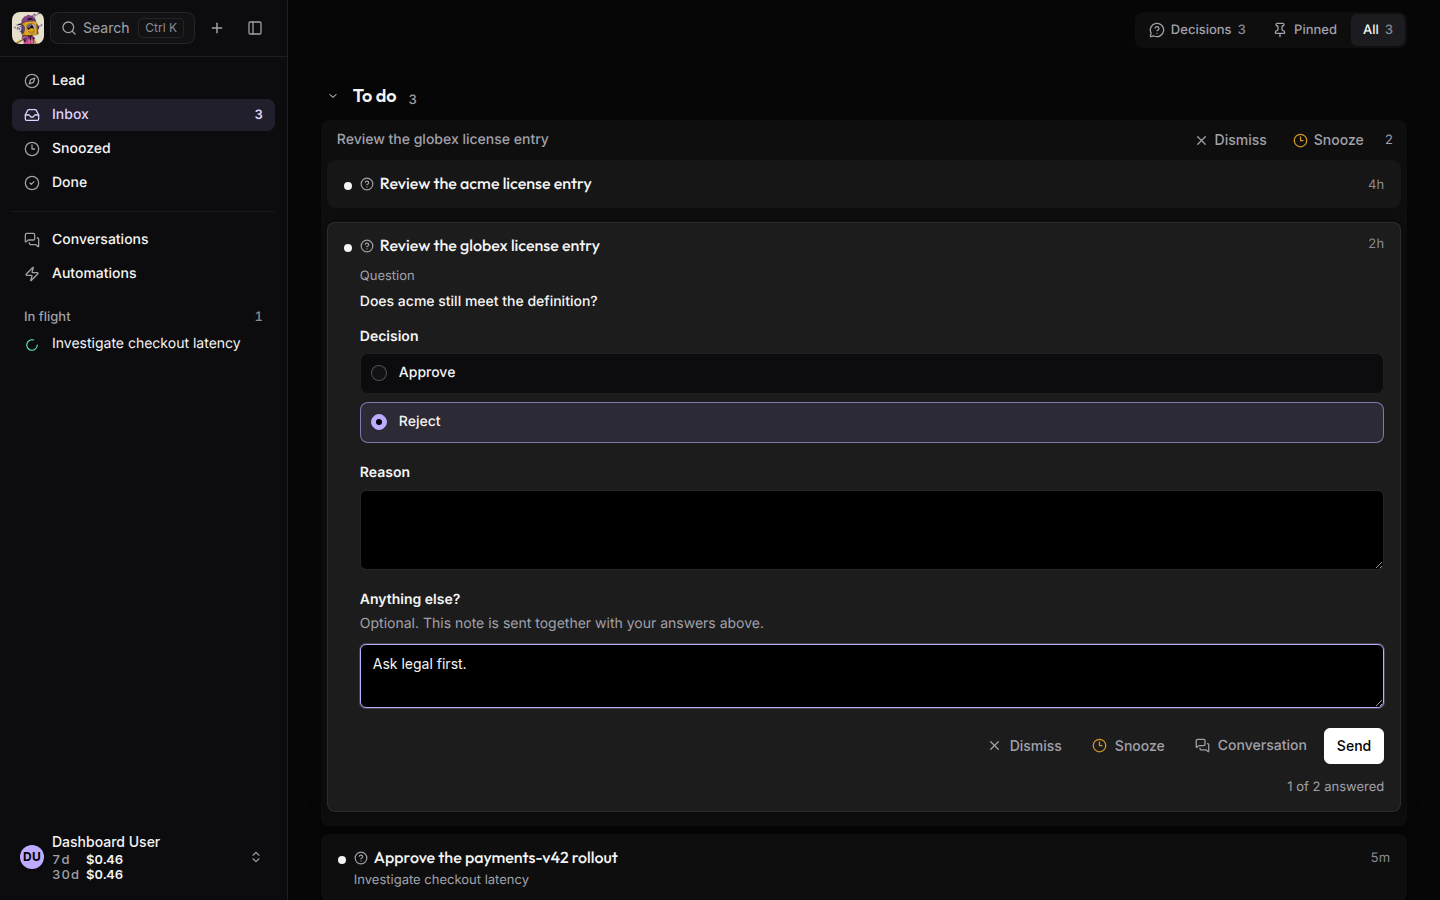 Search Ctrl K
Decisions 3
Pinned
All 3
Lead
Inbox 3
Snoozed
Done
Conversations
Automations
In flight 1
Investigate checkout latency
DU
Dashboard User
7d $0.46
30d $0.46
To do 3
Review the globex license entry
Dismiss
Snooze
2
Review the acme license entry 4h
Review the globex license entry 2h
Question
Does acme still meet the definition?
Decision
Approve
Reject
Reason
Anything else?
Optional. This note is sent together with your answers above.
Ask legal first.
Dismiss
Snooze
Conversation
Send
1 of 2 answered
Approve the payments-v42 rollout 5m
Investigate checkout latency